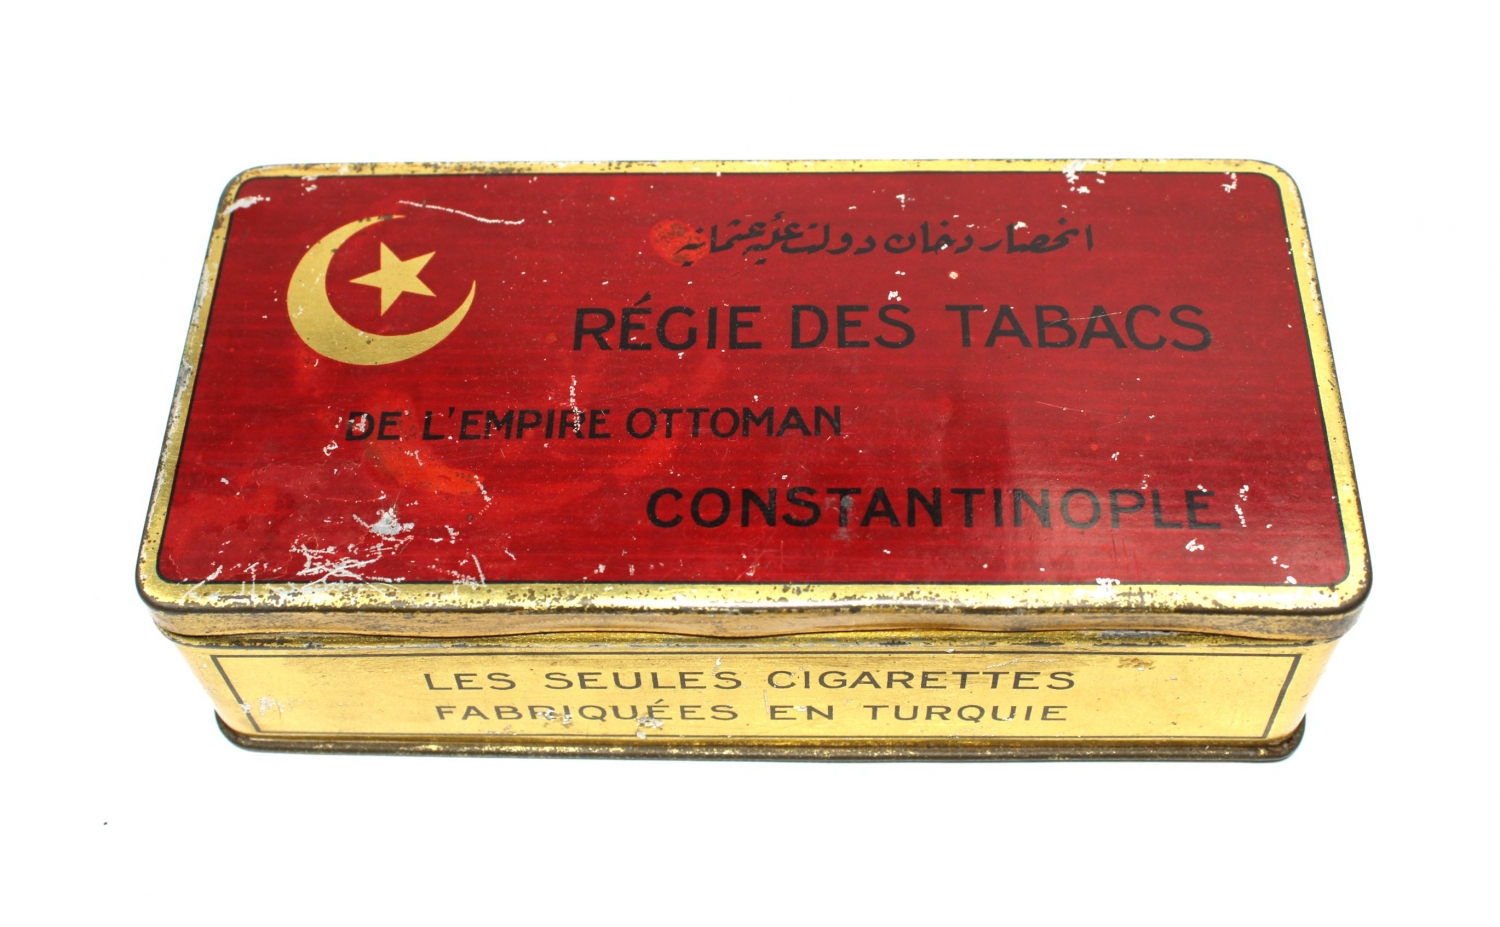 انحصار دخان دولت علیه عثمانیه
RÉGIE DES TABACS
DE L'EMPIRE OTTOMAN
CONSTANTINOPLE
LES SEULES CIGARETTES
FABRIQUÉES EN TURQUIE